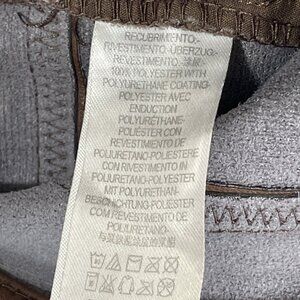 RECUBRIMIENTO-
RIVESTIMENTO-ÜBERZUG-
REVESTIMENTO-
100% POLYESTER WITH
POLYURETHANE COATING-
POLYESTER AVEC
ENDUCTION
POLYURÉTHANE-
POLIÉSTER CON
REVESTIMIENTO DE
POLIURETANO-POLIESTERE
CON RIVESTIMENTO IN
POLIURETANO-POLYESTER
MIT POLYURETHAN-
BESCHICHTUNG-POLIÉSTER
COM REVESTIMENTO DE
POLIURETANO-